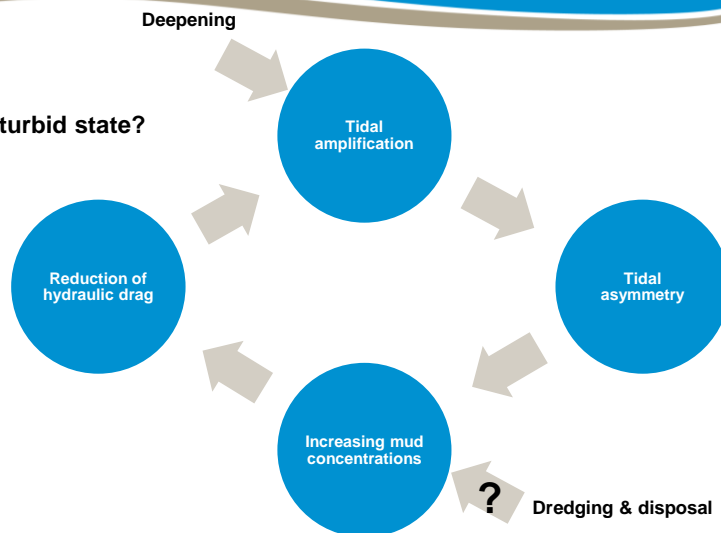 Deepening
turbid state?
Tidal
amplification
Reduction of
hydraulic drag
Tidal
asymmetry
Increasing mud
concentrations
?
Dredging & disposal